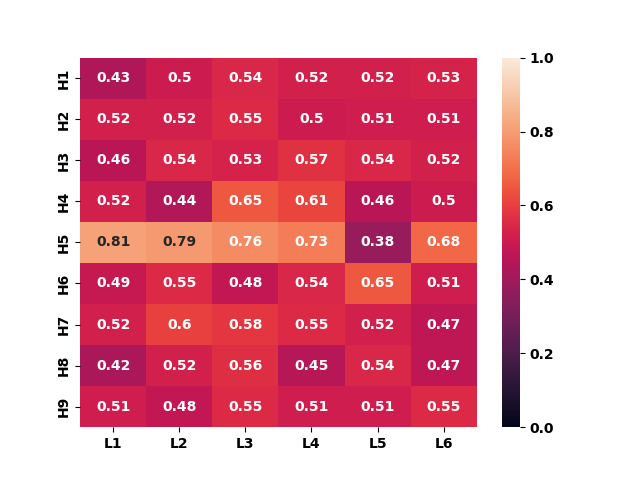 H1 0.43 0.5 0.54 0.52 0.52 0.53
H2 0.52 0.52 0.55 0.5 0.51 0.51
H3 0.46 0.54 0.53 0.57 0.54 0.52
H4 0.52 0.44 0.65 0.61 0.46 0.5
H5 0.81 0.79 0.76 0.73 0.38 0.68
H6 0.49 0.55 0.48 0.54 0.65 0.51
H7 0.52 0.6 0.58 0.55 0.52 0.47
H8 0.42 0.52 0.56 0.45 0.54 0.47
H9 0.51 0.48 0.55 0.51 0.51 0.55
L1 L2 L3 L4 L5 L6
1.0
0.8
0.6
0.4
0.2
0.0